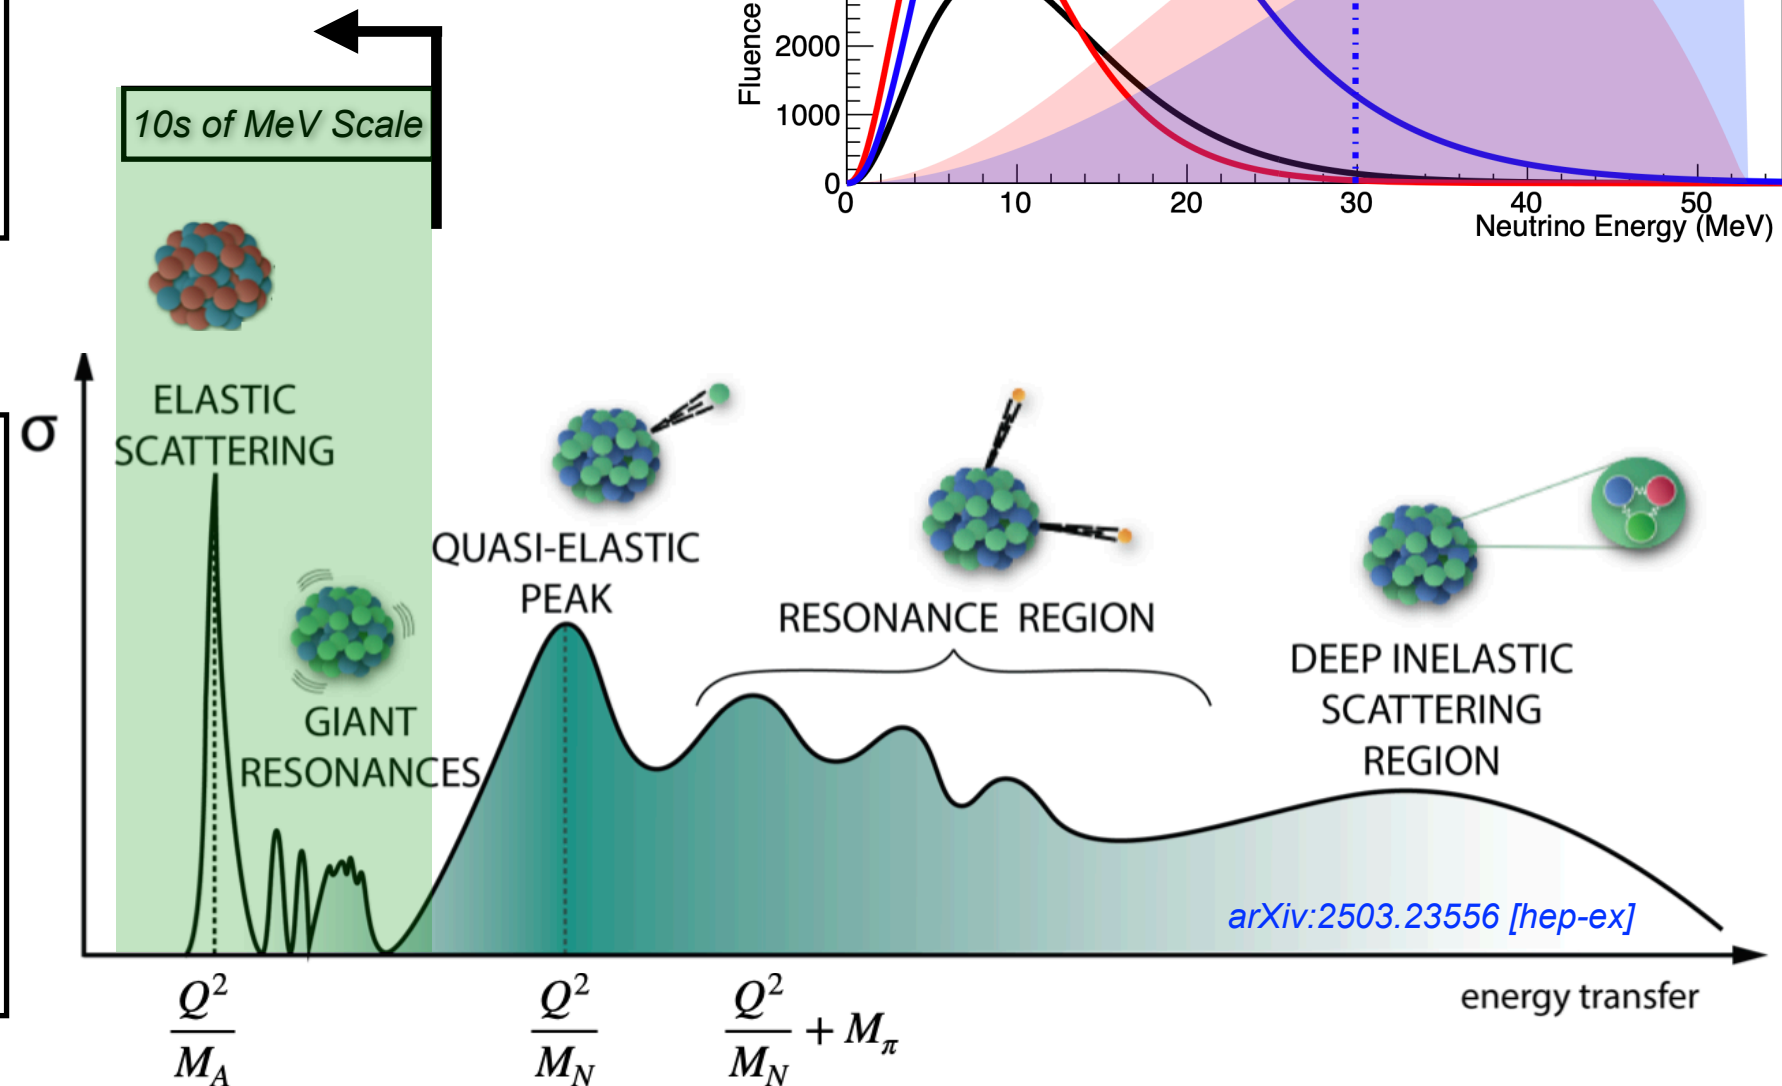 Fluence
2000
1000
0
0 10 20 30 40 50
Neutrino Energy (MeV)
10s of MeV Scale
σ
ELASTIC
SCATTERING
GIANT
RESONANCES
QUASI-ELASTIC
PEAK
RESONANCE REGION
DEEP INELASTIC
SCATTERING
REGION
arXiv:2503.23556 [hep-ex]
energy transfer
Q²/M_A
Q²/M_N
Q²/M_N + M_π